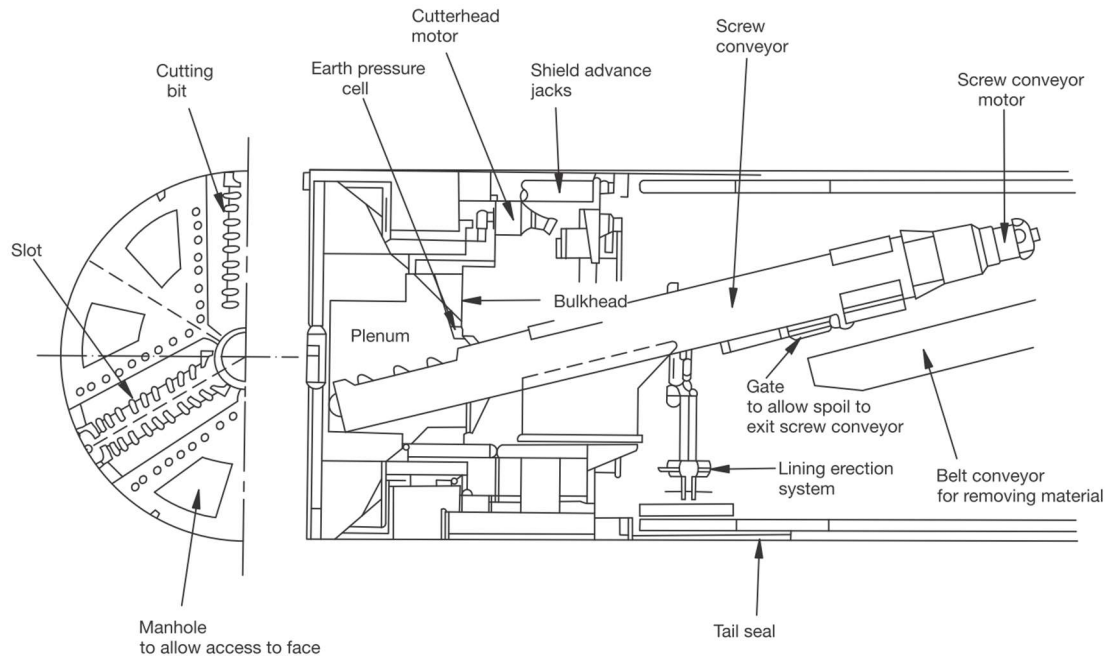 Cutterhead
motor
Screw
conveyor
Cutting
bit
Earth pressure
cell
Shield advance
jacks
Screw conveyor
motor
Slot
Bulkhead
Plenum
Gate
to allow spoil to
exit screw conveyor
Lining erection
system
Belt conveyor
for removing material
Manhole
to allow access to face
Tail seal